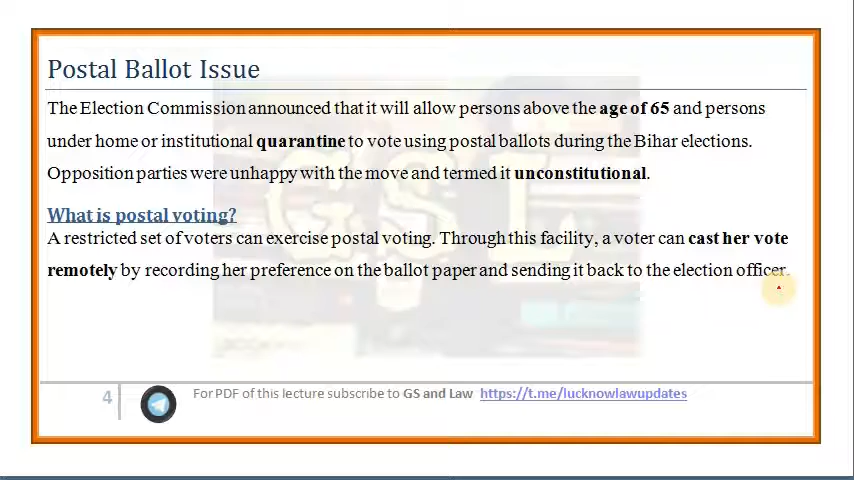 Postal Ballot Issue
The Election Commission announced that it will allow persons above the age of 65 and persons
under home or institutional quarantine to vote using postal ballots during the Bihar elections.
Opposition parties were unhappy with the move and termed it unconstitutional.
What is postal voting?
A restricted set of voters can exercise postal voting. Through this facility, a voter can cast her vote
remotely by recording her preference on the ballot paper and sending it back to the election officer.
GSL
4
For PDF of this lecture subscribe to GS and Law https://t.me/lucknowlawupdates